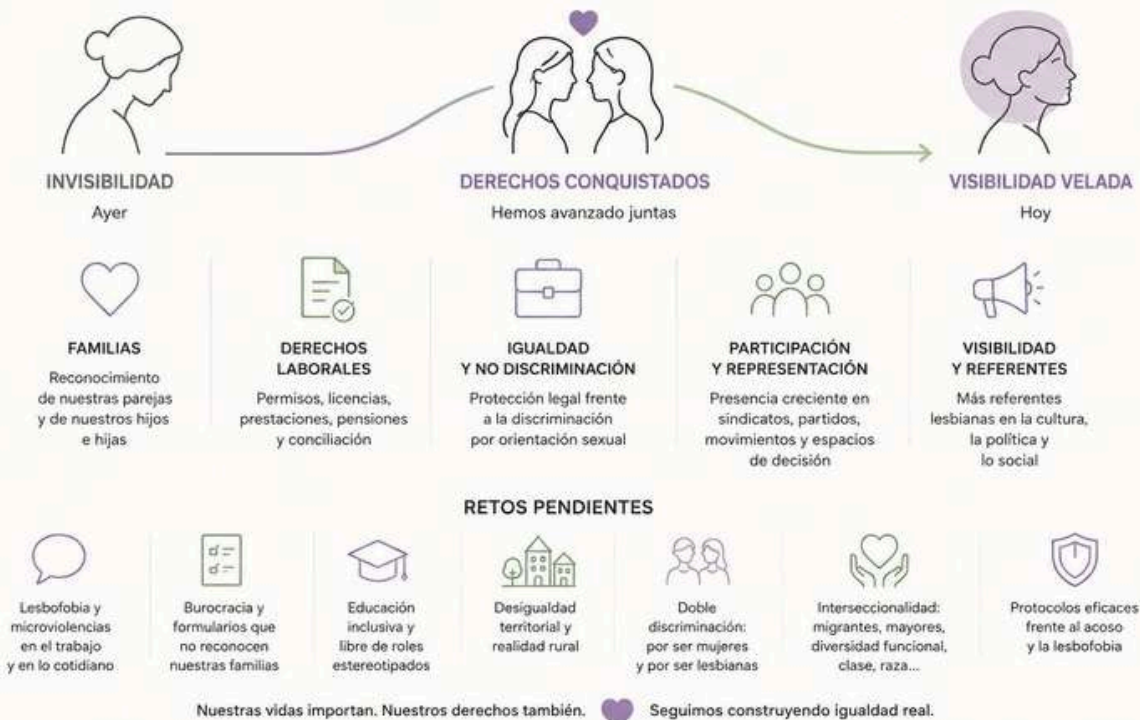 INVISIBILIDAD
Ayer
DERECHOS CONQUISTADOS
Hemos avanzado juntas
VISIBILIDAD VELADA
Hoy
FAMILIAS
Reconocimiento
de nuestras parejas
y de nuestros hijos
e hijas
DERECHOS
LABORALES
Permisos, licencias,
prestaciones, pensiones
y conciliación
IGUALDAD
Y NO DISCRIMINACIÓN
Protección legal frente
a la discriminación
por orientación sexual
PARTICIPACIÓN
Y REPRESENTACIÓN
Presencia creciente en
sindicatos, partidos,
movimientos y espacios
de decisión
VISIBILIDAD
Y REFERENTES
Más referentes
lesbianas en la cultura,
la política y
lo social
RETOS PENDIENTES
Lesbofobia y
microviolencias
en el trabajo
y en lo cotidiano
Burocracia y
formularios que
no reconocen
nuestras familias
Educación
inclusiva y
libre de roles
estereotipados
Desigualdad
territorial y
realidad rural
Doble
discriminación:
por ser mujeres
y por ser lesbianas
Interseccionalidad:
migrantes, mayores,
diversidad funcional,
clase, raza...
Protocolos eficaces
frente al acoso
y la lesbofobia
Nuestras vidas importan. Nuestros derechos también.
Seguimos construyendo igualdad real.